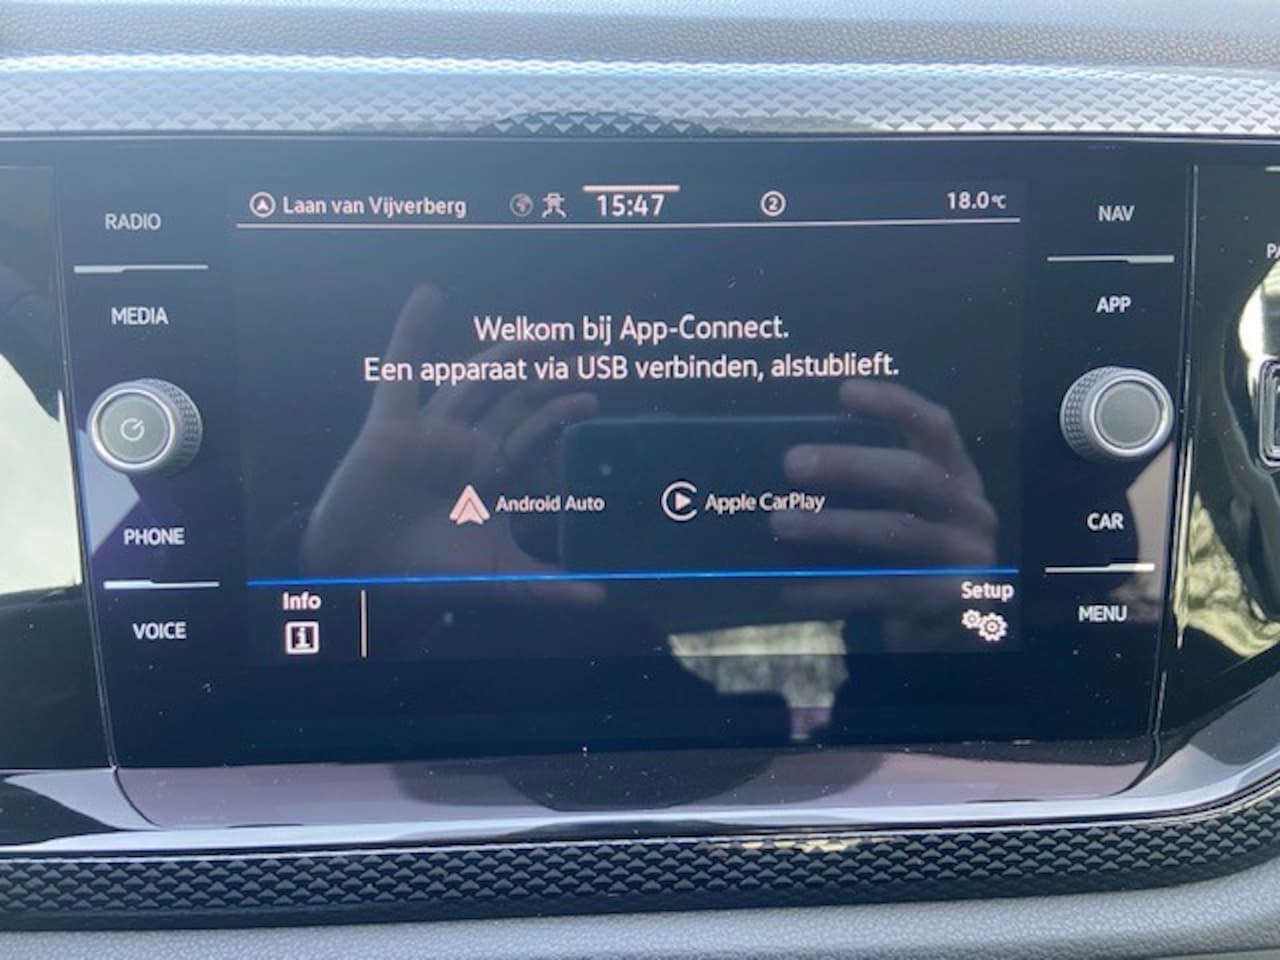 Laan van Vijverberg 15:47 2 18.0°C
RADIO
MEDIA
PHONE
VOICE
Welkom bij App-Connect.
Een apparaat via USB verbinden, alstublieft.
Android Auto Apple CarPlay
Info
Setup
NAV
APP
CAR
MENU